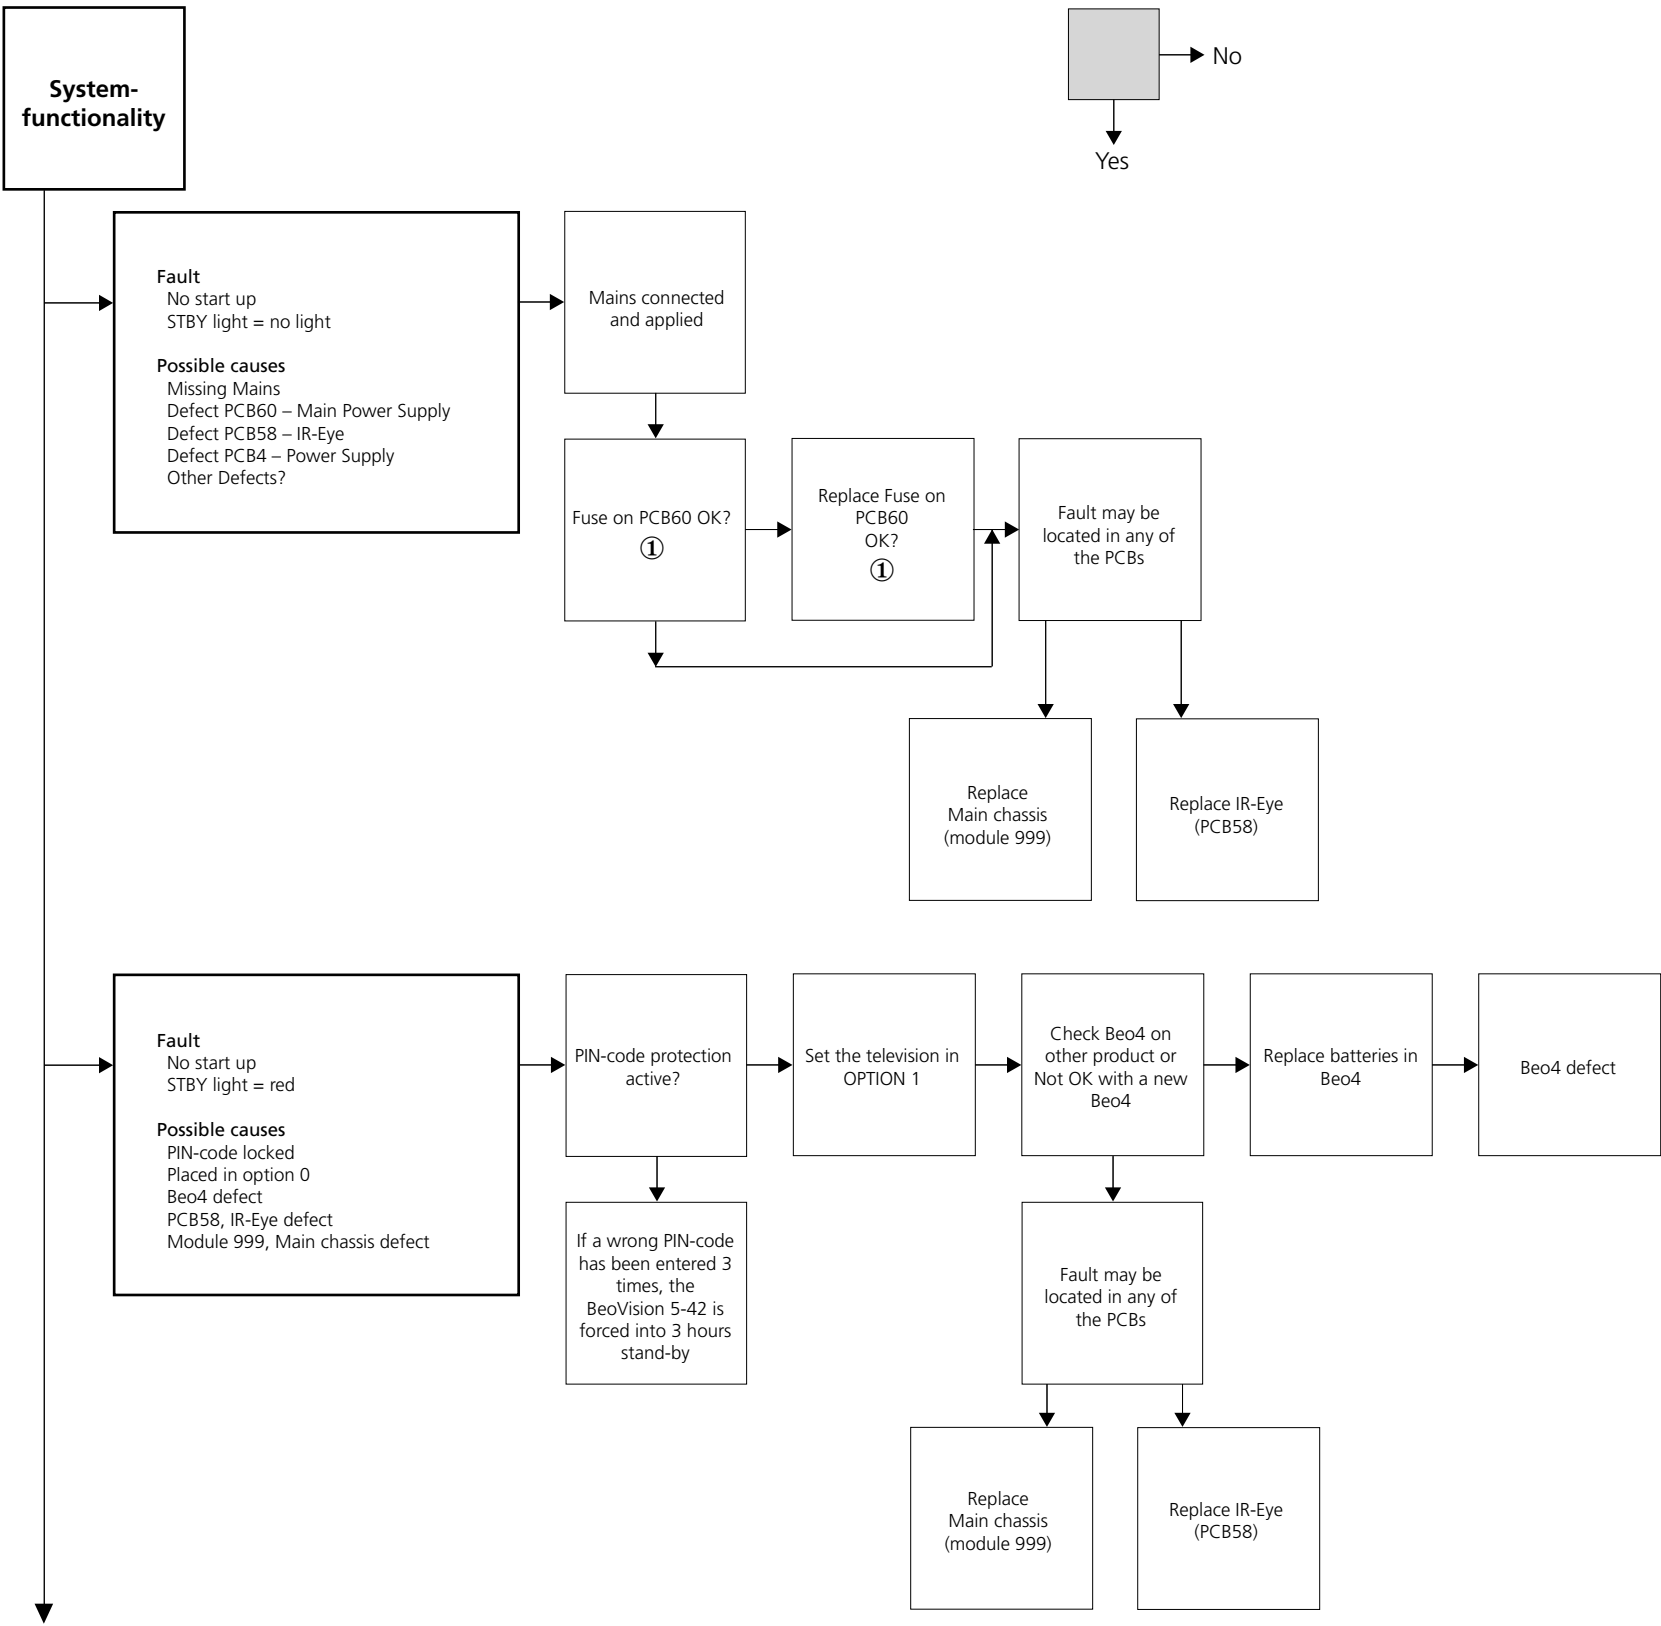 System-
functionality
No
Yes
Fault
No start up
STBY light = no light
Possible causes
Missing Mains
Defect PCB60 – Main Power Supply
Defect PCB58 – IR-Eye
Defect PCB4 – Power Supply
Other Defects?
Mains connected
and applied
Fuse on PCB60 OK?
①
Replace Fuse on
PCB60
OK?
①
Fault may be
located in any of
the PCBs
Replace
Main chassis
(module 999)
Replace IR-Eye
(PCB58)
Fault
No start up
STBY light = red
Possible causes
PIN-code locked
Placed in option 0
Beo4 defect
PCB58, IR-Eye defect
Module 999, Main chassis defect
PIN-code protection
active?
Set the television in
OPTION 1
Check Beo4 on
other product or
Not OK with a new
Beo4
Replace batteries in
Beo4
Beo4 defect
If a wrong PIN-code
has been entered 3
times, the
BeoVision 5-42 is
forced into 3 hours
stand-by
Fault may be
located in any of
the PCBs
Replace
Main chassis
(module 999)
Replace IR-Eye
(PCB58)